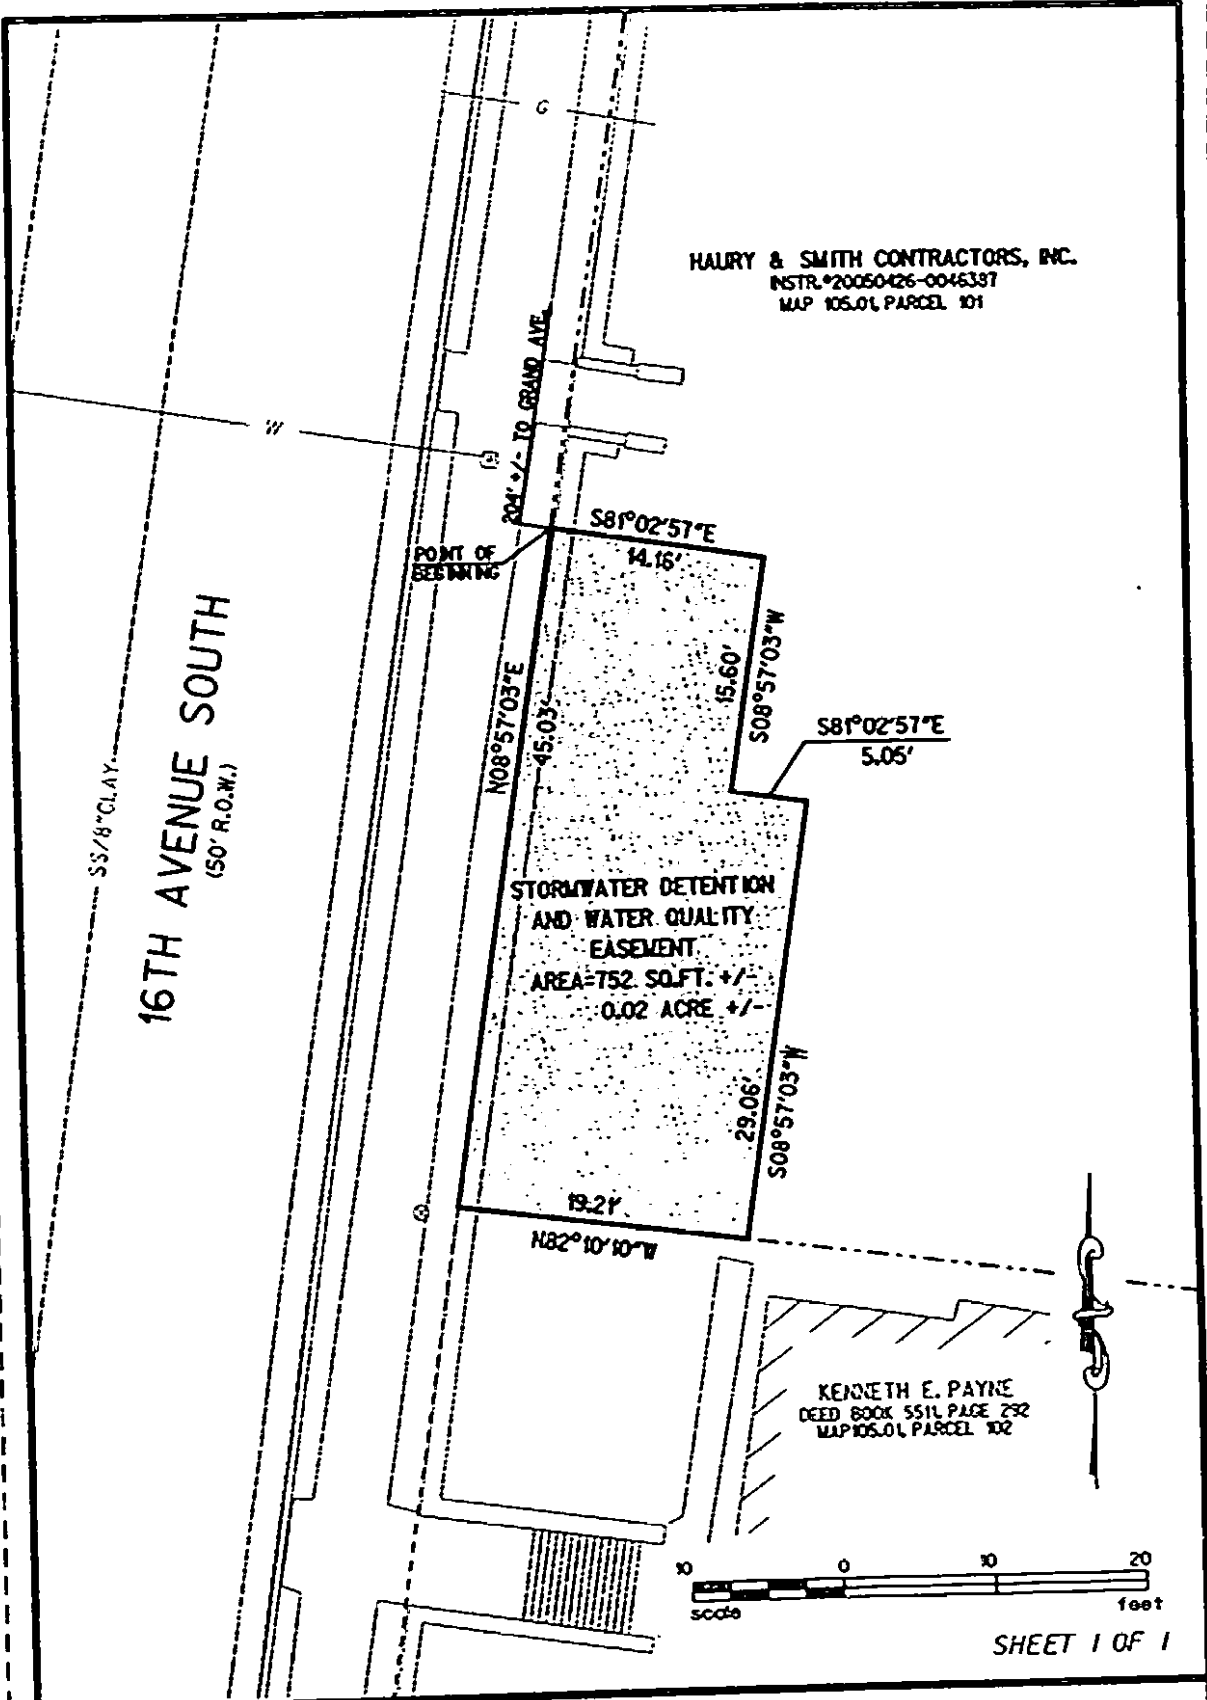 G
HAURY & SMITH CONTRACTORS, INC.
INSTR.#20050426-0046387
MAP 105.01, PARCEL 101
204' +/- TO GRAND AVE.
W
S81°02'57"E
14.16'
POINT OF
BEGINNING
15.60'
S08°57'03"W
N08°57'03"E
45.03'
S81°02'57"E
5.05'
SS/8"CLAY
16TH AVENUE SOUTH
(50' R.O.W.)
STORMWATER DETENTION
AND WATER QUALITY
EASEMENT
AREA=752 SQ.FT. +/-
0.02 ACRE +/-
29.06'
S08°57'03"W
19.21'
N82°10'10"W
KENNETH E. PAYNE
DEED BOOK 5511, PAGE 292
MAP 105.01, PARCEL 102
10 0 10 20
scale feet
SHEET 1 OF 1